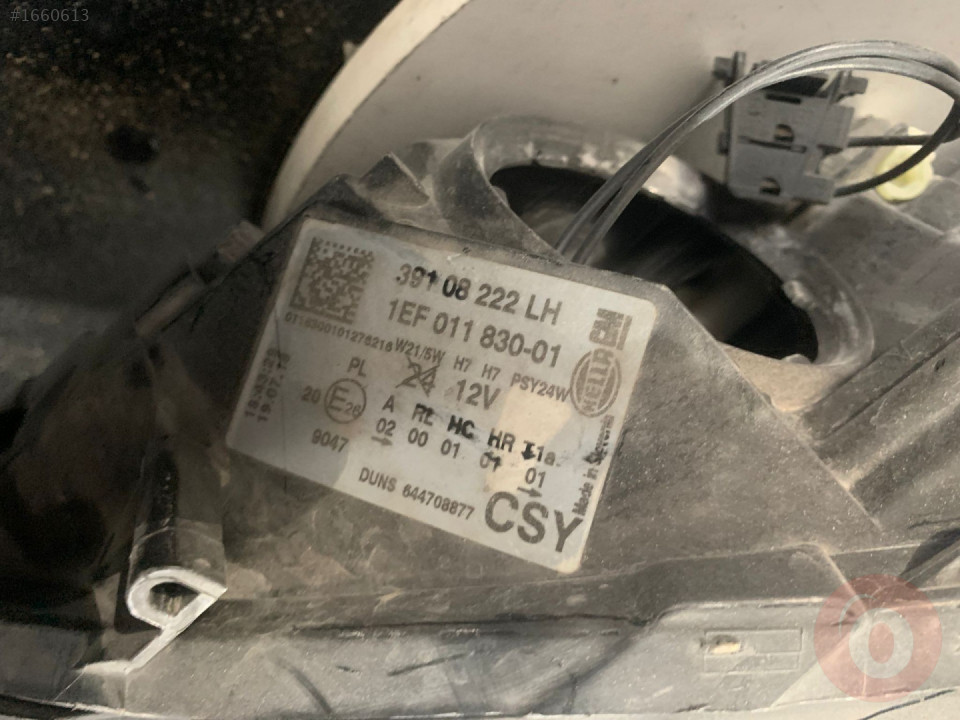 #1660613
391 08 222 LH
1EF 011 830-01
W21/5W H7 H7 PSY24W
PL 24 12V
HELLA
20 E26
A RL HC HR 1a
02 00 01 01 01
9047
DUNS 644708877
CSY
Made in